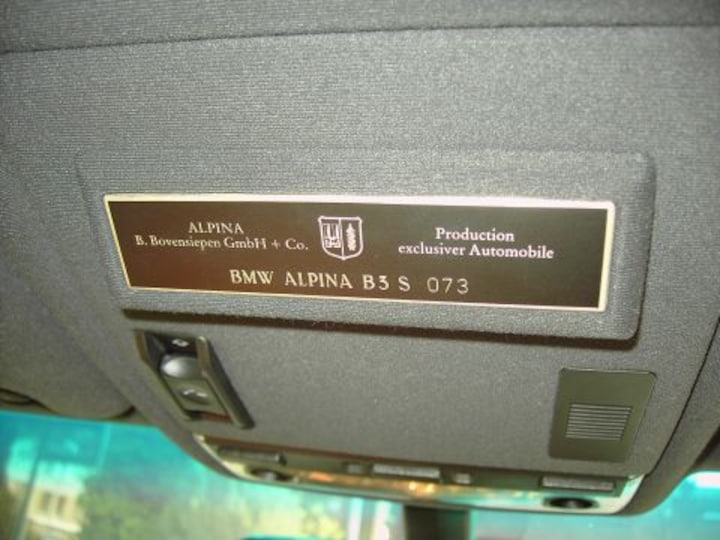 ALPINA
B. Bovensiepen GmbH + Co.
Production
exclusiver Automobile
BMW ALPINA B3 S 073